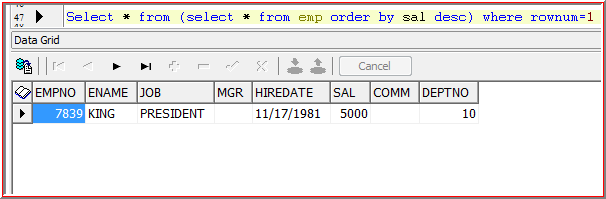 47 Select * from (select * from emp order by sal desc) where rownum=1
Data Grid
Cancel
EMPNO ENAME JOB MGR HIREDATE SAL COMM DEPTNO
7839 KING PRESIDENT 11/17/1981 5000 10